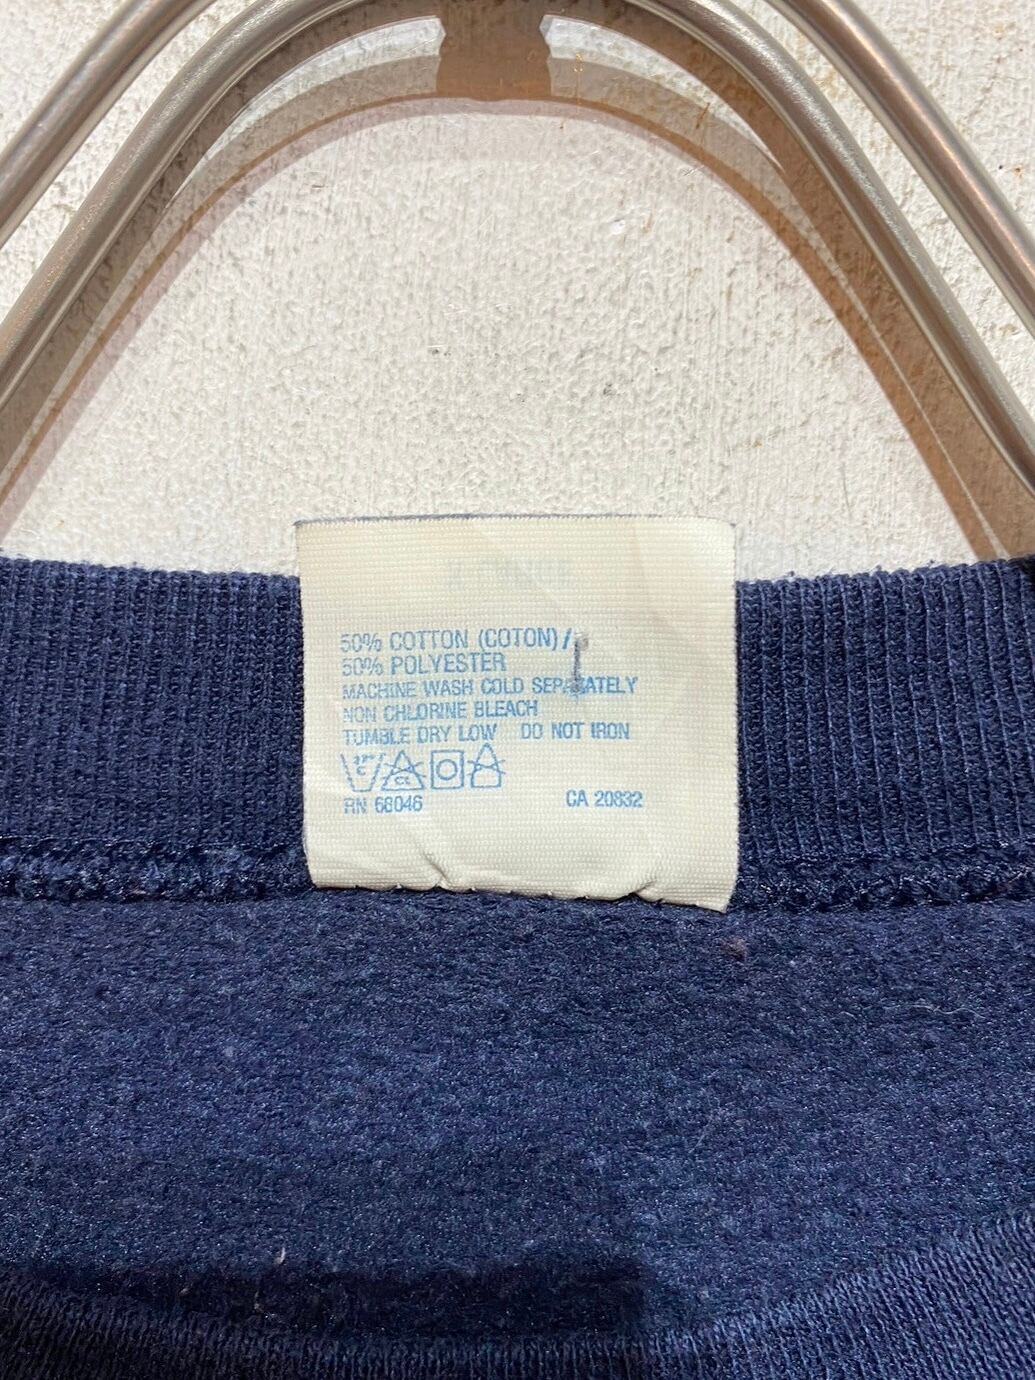 50% COTTON (COTON)/
50% POLYESTER
MACHINE WASH COLD SEPARATELY
NON CHLORINE BLEACH
TUMBLE DRY LOW DO NOT IRON
RN 68046 CA 20832